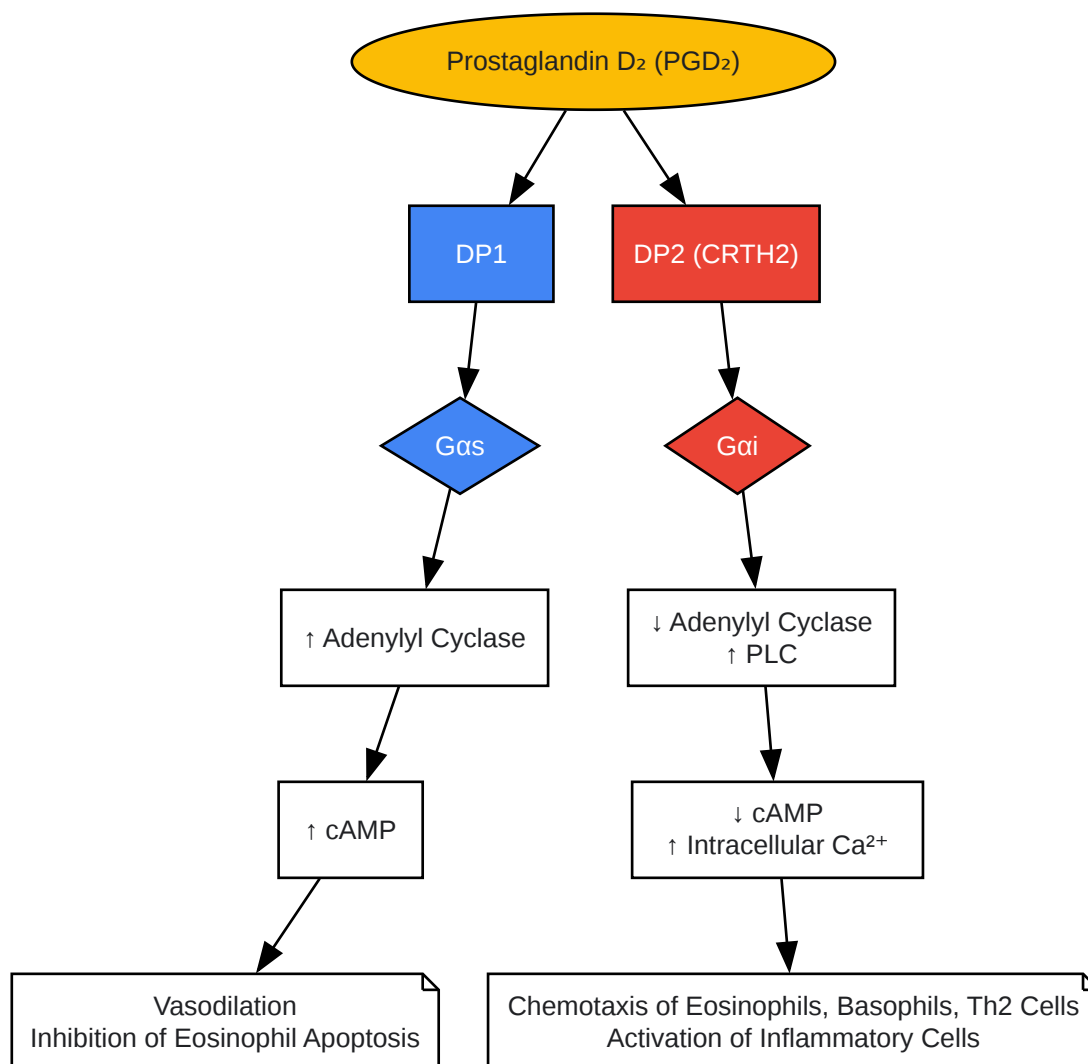 Prostaglandin D₂ (PGD₂)
DP1
DP2 (CRTH2)
Gαs
Gαi
↑ Adenylyl Cyclase
↓ Adenylyl Cyclase
↑ PLC
↑ cAMP
↓ cAMP
↑ Intracellular Ca²⁺
Vasodilation
Inhibition of Eosinophil Apoptosis
Chemotaxis of Eosinophils, Basophils, Th2 Cells
Activation of Inflammatory Cells